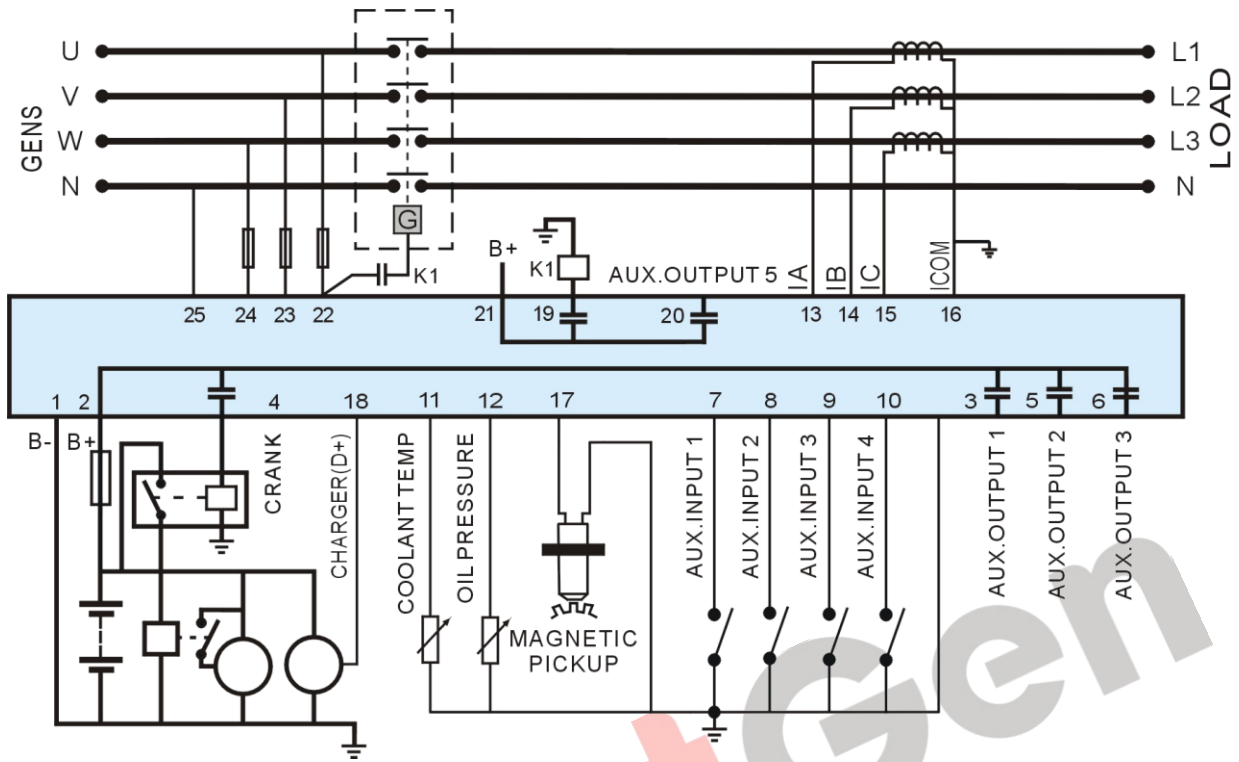 U
V
W
N
GENS
L1
L2
L3
N
LOAD
G
K1
B+
K1
AUX.OUTPUT 5
IA
IB
IC
ICOM
25
24
23
22
21
19
20
13
14
15
16
1
2
4
18
11
12
17
7
8
9
10
3
5
6
B-
B+
CRANK
CHARGER(D+)
COOLANT TEMP
OIL PRESSURE
MAGNETIC
PICKUP
AUX.INPUT 1
AUX.INPUT 2
AUX.INPUT 3
AUX.INPUT 4
AUX.OUTPUT 1
AUX.OUTPUT 2
AUX.OUTPUT 3
tGen